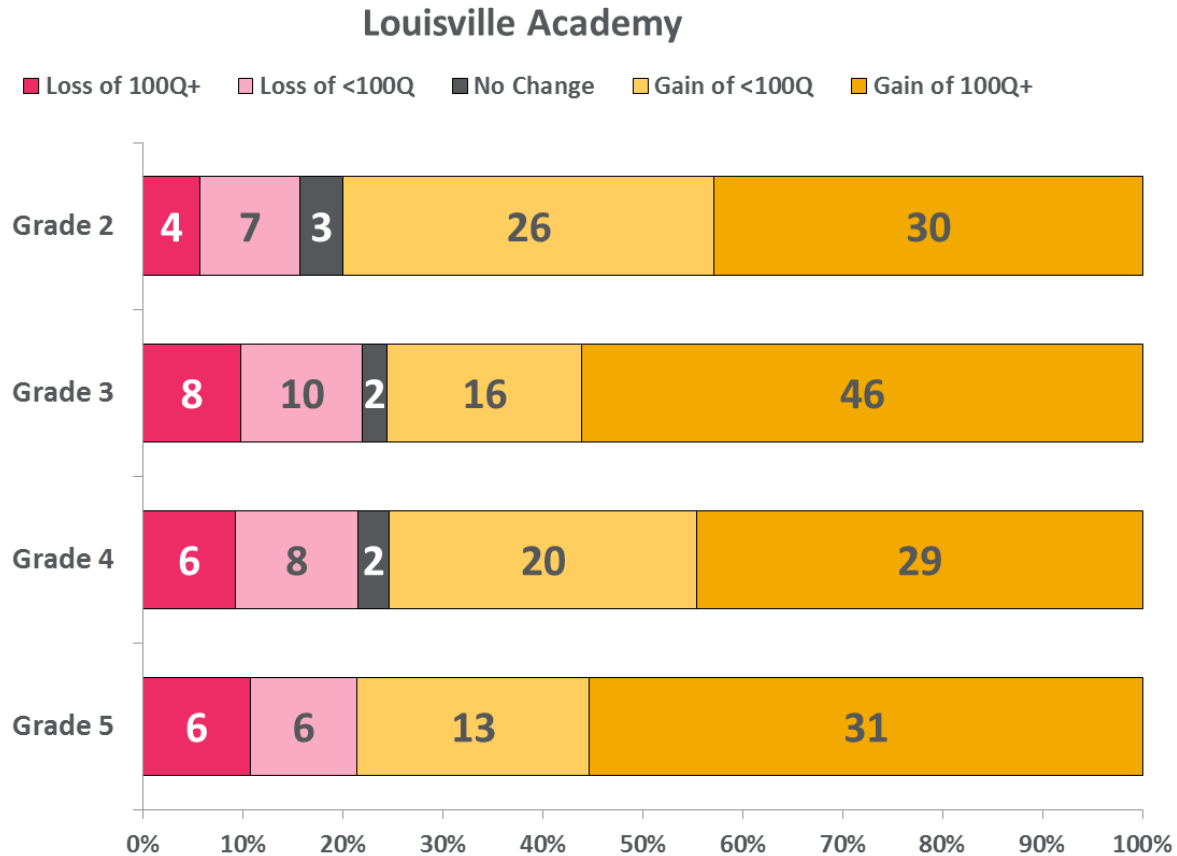 Louisville Academy
Loss of 100Q+ Loss of <100Q No Change Gain of <100Q Gain of 100Q+
Grade 2 4 7 3 26 30
Grade 3 8 10 2 16 46
Grade 4 6 8 2 20 29
Grade 5 6 6 13 31
0% 10% 20% 30% 40% 50% 60% 70% 80% 90% 100%